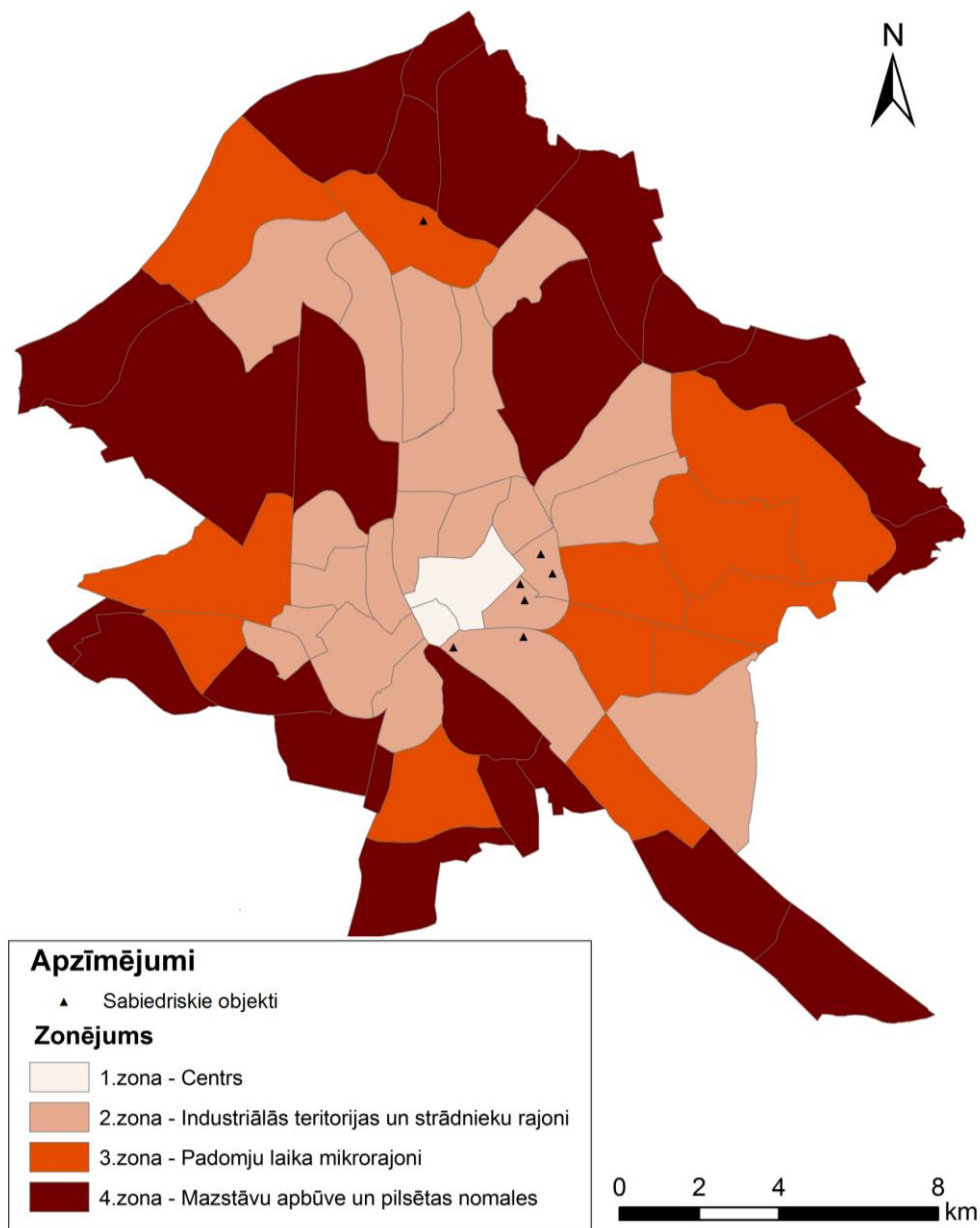 N
Apzīmējumi
Sabiedriskie objekti
Zonējums
1.zona - Centrs
2.zona - Industriālās teritorijas un strādnieku rajoni
3.zona - Padomju laika mikrorajoni
4.zona - Mazstāvu apbūve un pilsētas nomales
0 2 4 8
km